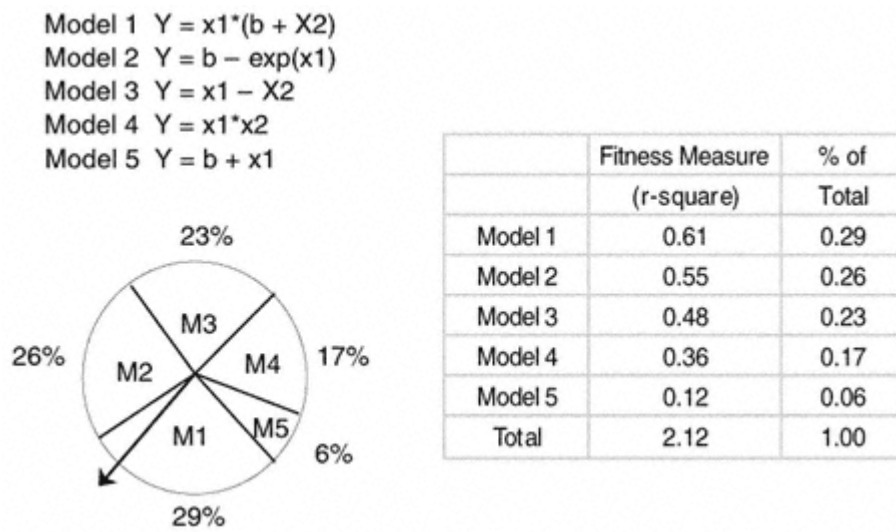 Model 1 Y = x1*(b + X2)
Model 2 Y = b – exp(x1)
Model 3 Y = x1 – X2
Model 4 Y = x1*x2
Model 5 Y = b + x1
23%
26%
M3
M2
M4
17%
M1
M5
6%
29%
Fitness Measure % of
(r-square) Total
Model 1 0.61 0.29
Model 2 0.55 0.26
Model 3 0.48 0.23
Model 4 0.36 0.17
Model 5 0.12 0.06
Total 2.12 1.00